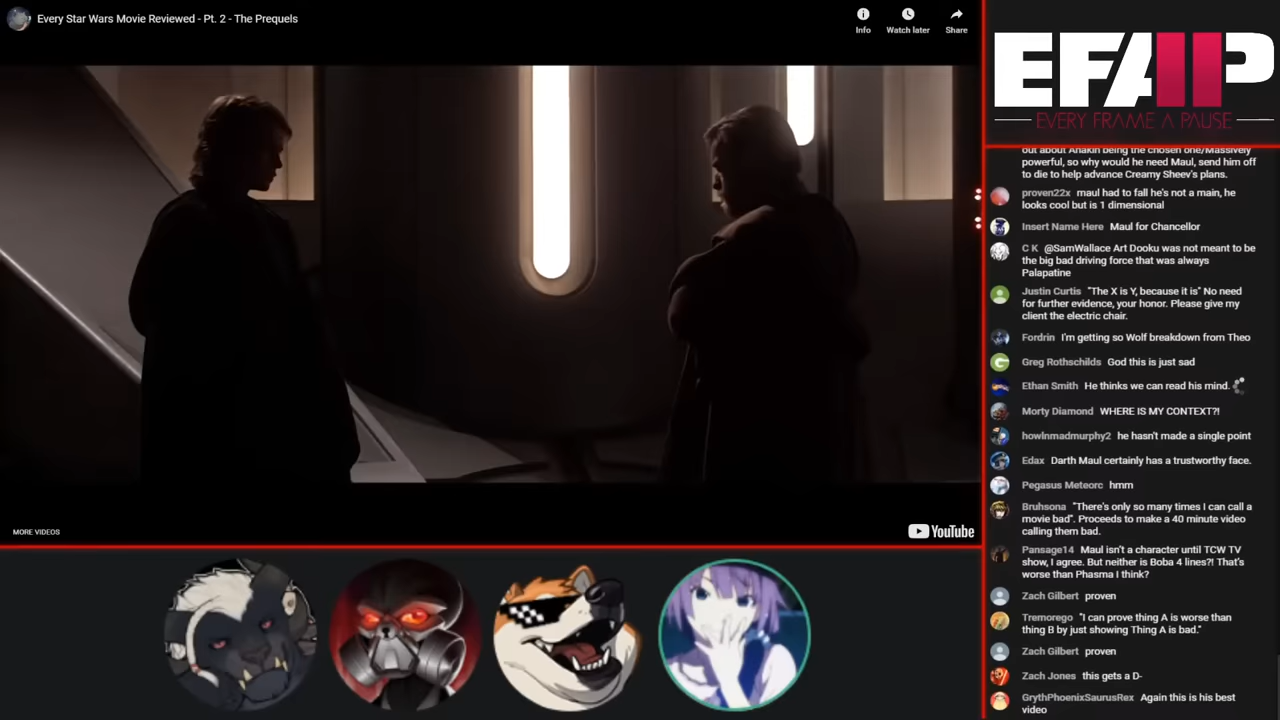 Every Star Wars Movie Reviewed - Pt. 2 - The Prequels
Info
Watch later
Share
MORE VIDEOS
YouTube
EFAP
EVERY FRAME A PAUSE
out about Anakin being the chosen one/Massively
powerful, so why would he need Maul, send him off
to die to help advance Creamy Sheev's plans.
proven22x maul had to fall he's not a main, he
looks cool but is 1 dimensional
Insert Name Here Maul for Chancellor
C K @SamWallace Art Dooku was not meant to be
the big bad driving force that was always
Palapatine
Justin Curtis "The X is Y, because it is" No need
for further evidence, your honor. Please give my
client the electric chair.
Fordrin I'm getting so Wolf breakdown from Theo
Greg Rothschilds God this is just sad
Ethan Smith He thinks we can read his mind.
Morty Diamond WHERE IS MY CONTEXT?!
howlnmadmurphy2 he hasn't made a single point
Edax Darth Maul certainly has a trustworthy face.
Pegasus Meteorc hmm
Bruhsona "There's only so many times I can call a
movie bad". Proceeds to make a 40 minute video
calling them bad.
Pansage14 Maul isn't a character until TCW TV
show, I agree. But neither is Boba 4 lines?! That's
worse than Phasma I think?
Zach Gilbert proven
Tremorego "I can prove thing A is worse than
thing B by just showing Thing A is bad."
Zach Gilbert proven
Zach Jones this gets a D-
GrythPhoenixSaurusRex Again this is his best
video